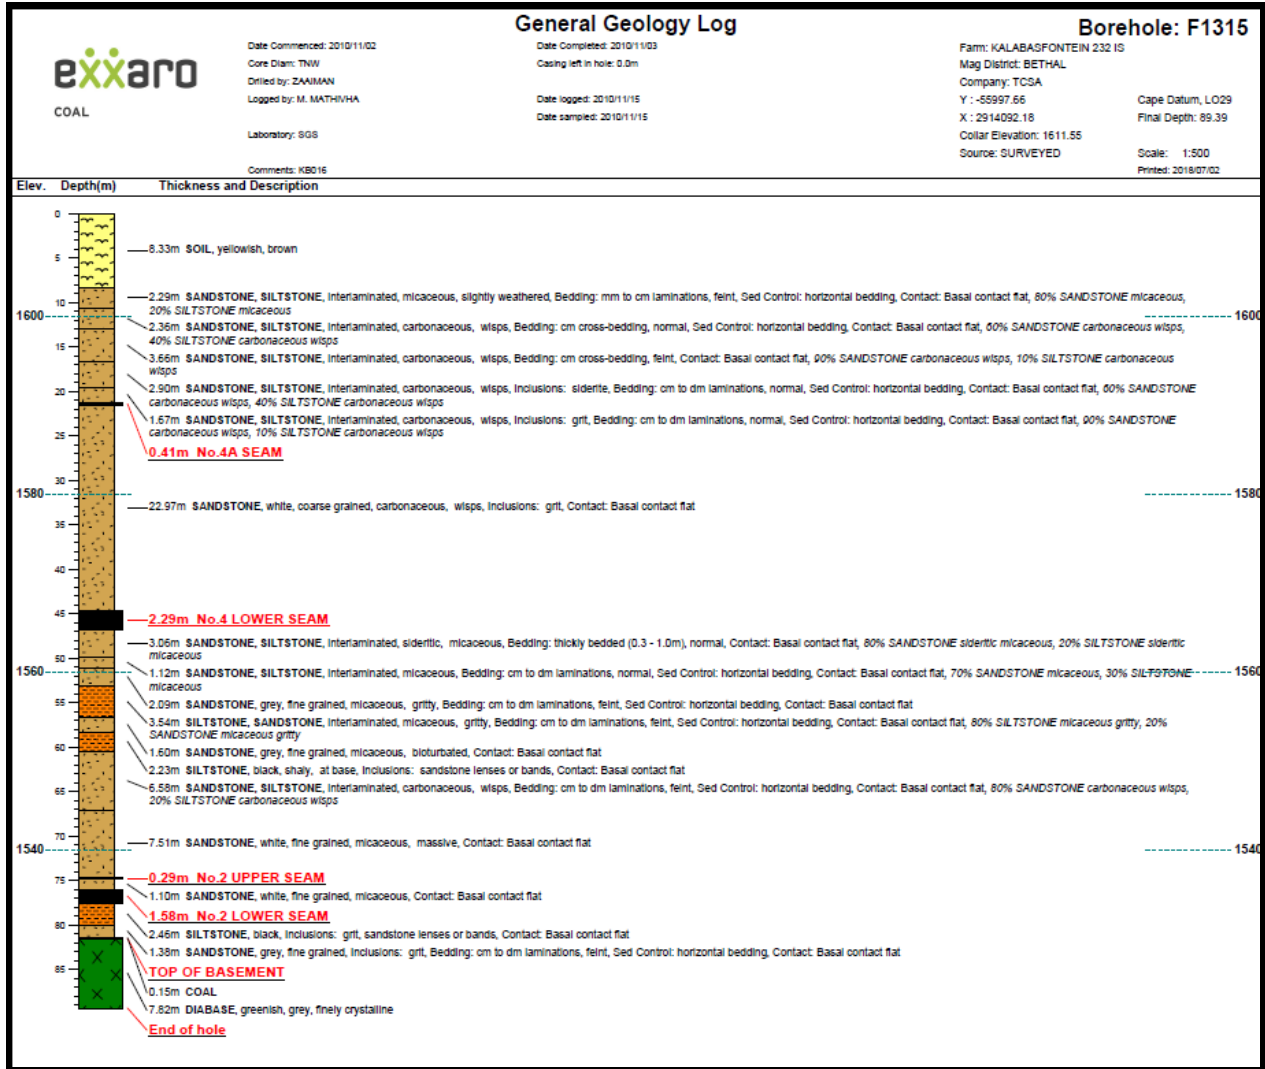 General Geology Log
Borehole: F1315
exxaro
COAL
Date Commenced: 2010/11/02
Date Completed: 2010/11/03
Farm: KALABASFONTEIN 232 IS
Core Diam: TNW
Casing left in hole: 0.0m
Mag District: BETHAL
Drilled by: ZAAIMAN
Company: TCSA
Logged by: M. MATHIVHA
Date logged: 2010/11/15
Y : -55997.66
Cape Datum, LO29
Date sampled: 2010/11/15
X : 2914092.18
Final Depth: 89.39
Laboratory: SGS
Collar Elevation: 1611.55
Source: SURVEYED
Scale: 1:500
Comments: KB016
Printed: 2018/07/02
Elev. Depth(m) Thickness and Description
0
8.33m SOIL, yellowish, brown
5
2.29m SANDSTONE, SILTSTONE, Interlaminated, micaceous, slightly weathered, Bedding: mm to cm laminations, feint, Sed Control: horizontal bedding, Contact: Basal contact flat, 80% SANDSTONE micaceous,
20% SILTSTONE micaceous
10
1600
1600
2.36m SANDSTONE, SILTSTONE, Interlaminated, carbonaceous, wisps, Bedding: cm cross-bedding, normal, Sed Control: horizontal bedding, Contact: Basal contact flat, 60% SANDSTONE carbonaceous wisps,
40% SILTSTONE carbonaceous wisps
15
3.66m SANDSTONE, SILTSTONE, Interlaminated, carbonaceous, wisps, Bedding: cm cross-bedding, feint, Contact: Basal contact flat, 90% SANDSTONE carbonaceous wisps, 10% SILTSTONE carbonaceous
wisps
2.90m SANDSTONE, SILTSTONE, Interlaminated, carbonaceous, wisps, Inclusions: siderite, Bedding: cm to dm laminations, normal, Sed Control: horizontal bedding, Contact: Basal contact flat, 60% SANDSTONE
carbonaceous wisps, 40% SILTSTONE carbonaceous wisps
20
1.67m SANDSTONE, SILTSTONE, Interlaminated, carbonaceous, wisps, Inclusions: grit, Bedding: cm to dm laminations, normal, Sed Control: horizontal bedding, Contact: Basal contact flat, 90% SANDSTONE
carbonaceous wisps, 10% SILTSTONE carbonaceous wisps
25
0.41m No.4A SEAM
30
1580
1580
22.97m SANDSTONE, white, coarse grained, carbonaceous, wisps, Inclusions: grit, Contact: Basal contact flat
35
40
45
2.29m No.4 LOWER SEAM
3.06m SANDSTONE, SILTSTONE, Interlaminated, sideritic, micaceous, Bedding: thickly bedded (0.3 - 1.0m), normal, Contact: Basal contact flat, 80% SANDSTONE sideritic micaceous, 20% SILTSTONE sideritic
micaceous
50
1560
1560
1.12m SANDSTONE, SILTSTONE, Interlaminated, micaceous, Bedding: cm to dm laminations, normal, Sed Control: horizontal bedding, Contact: Basal contact flat, 70% SANDSTONE micaceous, 30% SILTSTONE
micaceous
55
2.09m SANDSTONE, grey, fine grained, micaceous, gritty, Bedding: cm to dm laminations, feint, Sed Control: horizontal bedding, Contact: Basal contact flat
3.54m SILTSTONE, SANDSTONE, Interlaminated, micaceous, gritty, Bedding: cm to dm laminations, feint, Sed Control: horizontal bedding, Contact: Basal contact flat, 80% SILTSTONE micaceous gritty, 20%
SANDSTONE micaceous gritty
60
1.60m SANDSTONE, grey, fine grained, micaceous, bioturbated, Contact: Basal contact flat
2.23m SILTSTONE, black, shaly, at base, Inclusions: sandstone lenses or bands, Contact: Basal contact flat
65
6.58m SANDSTONE, SILTSTONE, Interlaminated, carbonaceous, wisps, Bedding: cm to dm laminations, feint, Sed Control: horizontal bedding, Contact: Basal contact flat, 80% SANDSTONE carbonaceous wisps,
20% SILTSTONE carbonaceous wisps
70
1540
1540
7.51m SANDSTONE, white, fine grained, micaceous, massive, Contact: Basal contact flat
75
0.29m No.2 UPPER SEAM
1.10m SANDSTONE, white, fine grained, micaceous, Contact: Basal contact flat
1.58m No.2 LOWER SEAM
80
2.46m SILTSTONE, black, Inclusions: grit, sandstone lenses or bands, Contact: Basal contact flat
1.38m SANDSTONE, grey, fine grained, Inclusions: grit, Bedding: cm to dm laminations, feint, Sed Control: horizontal bedding, Contact: Basal contact flat
85
TOP OF BASEMENT
0.15m COAL
7.82m DIABASE, greenish, grey, finely crystalline
End of hole